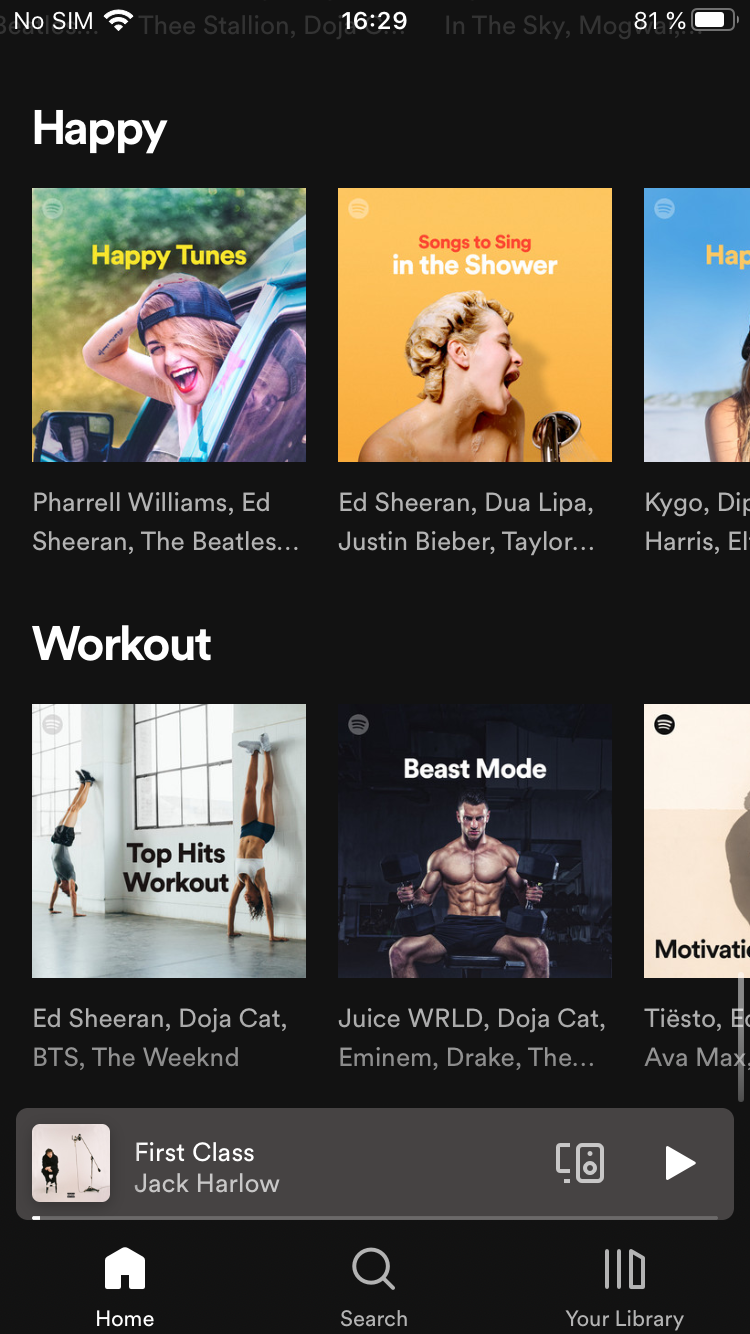 No SIM 16:29 81 %
Beatles... Thee Stallion, Doja C... In The Sky, Mogwai,...
Happy
Happy Tunes
Songs to Sing
in the Shower
Hap
Pharrell Williams, Ed
Sheeran, The Beatles...
Ed Sheeran, Dua Lipa,
Justin Bieber, Taylor...
Kygo, Dip
Harris, El
Workout
Top Hits
Workout
Beast Mode
Motivatio
Ed Sheeran, Doja Cat,
BTS, The Weeknd
Juice WRLD, Doja Cat,
Eminem, Drake, The...
Tiësto, Ed
Ava Max,
First Class
Jack Harlow
Home
Search
Your Library